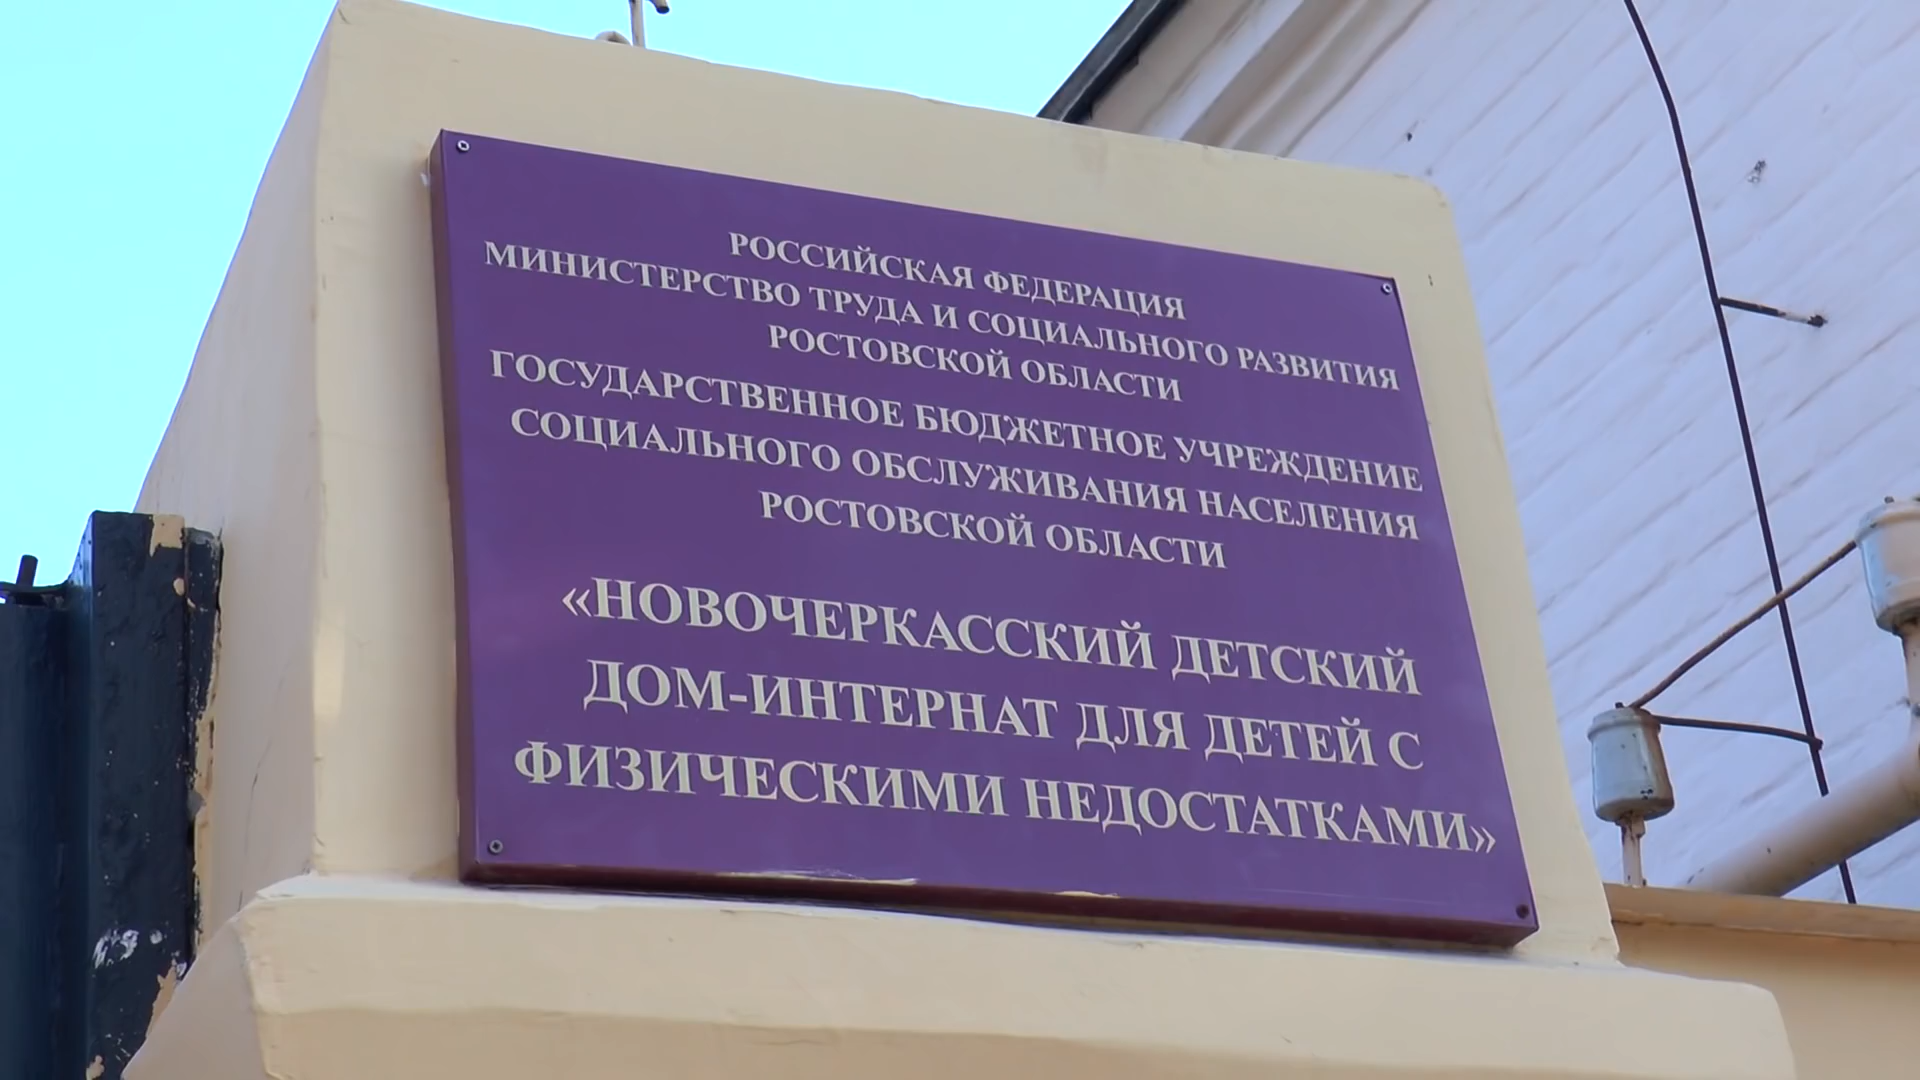 РОССИЙСКАЯ ФЕДЕРАЦИЯ
МИНИСТЕРСТВО ТРУДА И СОЦИАЛЬНОГО РАЗВИТИЯ
РОСТОВСКОЙ ОБЛАСТИ
ГОСУДАРСТВЕННОЕ БЮДЖЕТНОЕ УЧРЕЖДЕНИЕ
СОЦИАЛЬНОГО ОБСЛУЖИВАНИЯ НАСЕЛЕНИЯ
РОСТОВСКОЙ ОБЛАСТИ
«НОВОЧЕРКАССКИЙ ДЕТСКИЙ
ДОМ-ИНТЕРНАТ ДЛЯ ДЕТЕЙ С
ФИЗИЧЕСКИМИ НЕДОСТАТКАМИ»